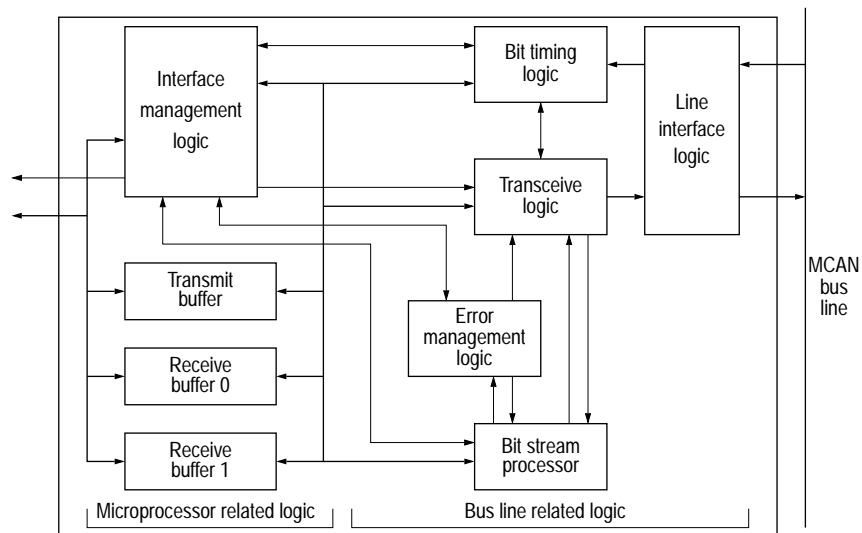 Interface
management
logic
Bit timing
logic
Line
interface
logic
Transceive
logic
MCAN
bus
line
Transmit
buffer
Error
management
logic
Receive
buffer 0
Receive
buffer 1
Bit stream
processor
Microprocessor related logic
Bus line related logic